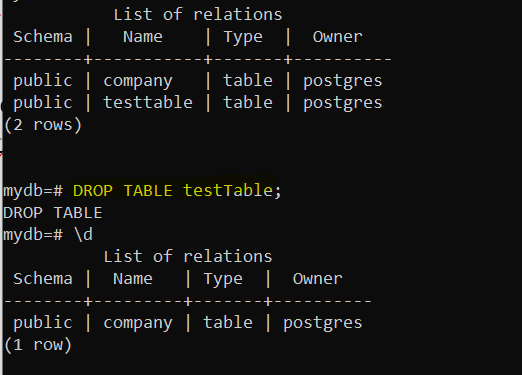 List of relations
Schema | Name | Type | Owner
--------+-----------+-------+----------
public | company | table | postgres
public | testtable | table | postgres
(2 rows)
mydb=# DROP TABLE testTable;
DROP TABLE
mydb=# \d
List of relations
Schema | Name | Type | Owner
--------+---------+-------+----------
public | company | table | postgres
(1 row)